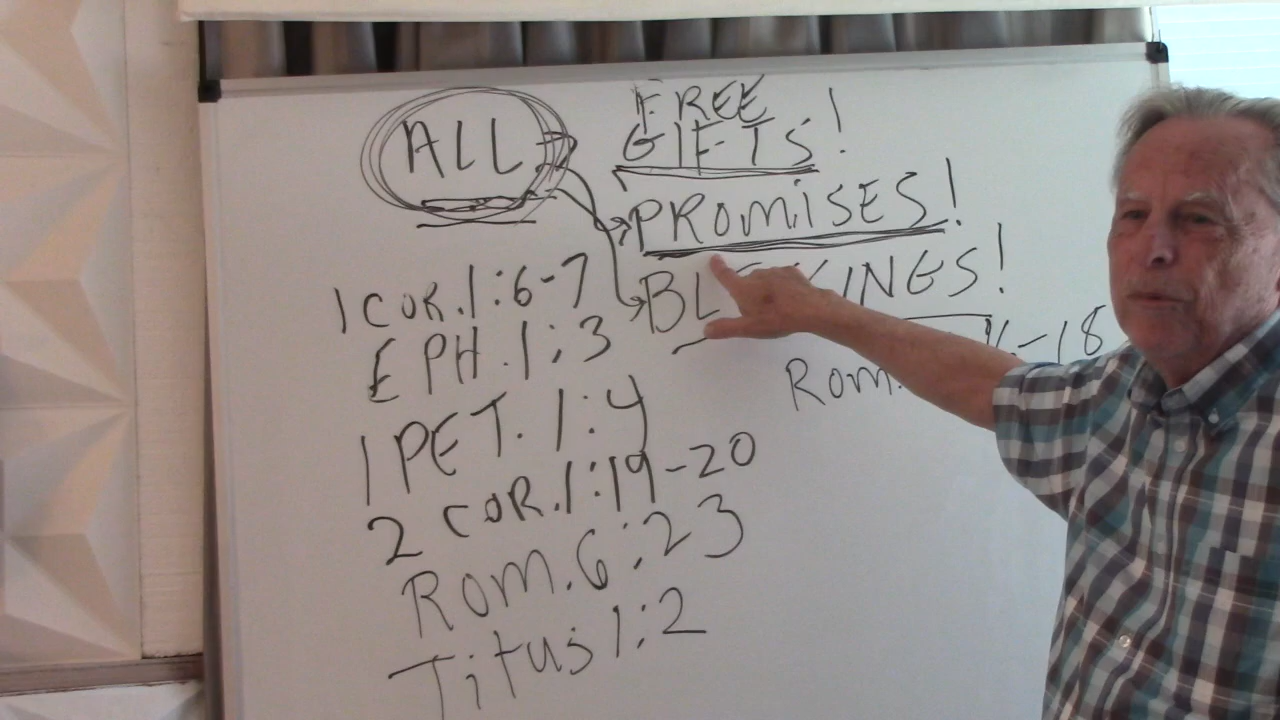 ALL
FREE
GIFTS!
PROMISES!
INGS!
-18
Rom.
1 COR. 1:6-7
EPH. 1:3
1 PET. 1:4
2 COR. 1:19-20
Rom. 6:23
Titus 1:2